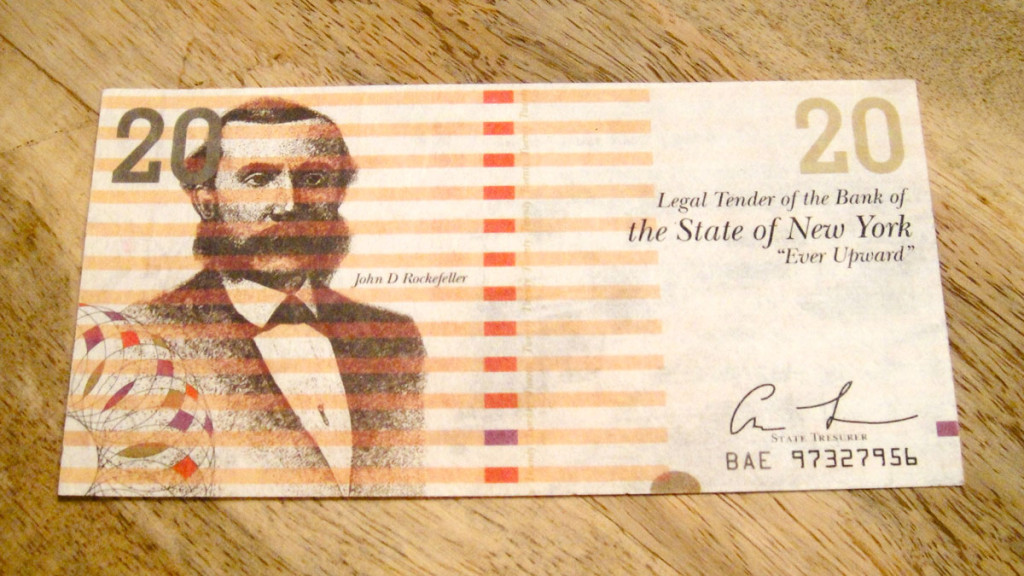 20
20
Legal Tender of the Bank of
the State of New York
“Ever Upward”
John D Rockefeller
STATE TRESURER
BAE 97327956